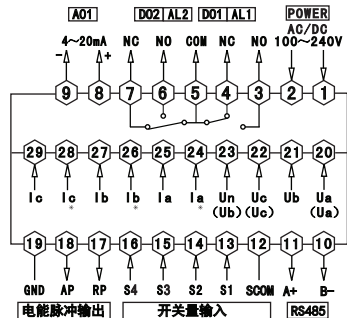 AO1 DO2 AL2 DO1 AL1 POWER
AC/DC
4~20mA NC NO COM NC NO 100~240V
- +
9 8 7 6 5 4 3 2 1
29 28 27 26 25 24 23 22 21 20
Ic Ic Ib Ib Ia Ia Un Uc Ub Ua
* * * (Ub) (Uc) (Ua)
19 18 17 16 15 14 13 12 11 10
GND AP RP S4 S3 S2 S1 SCOM A+ B-
电能脉冲输出 开关量输入 RS485